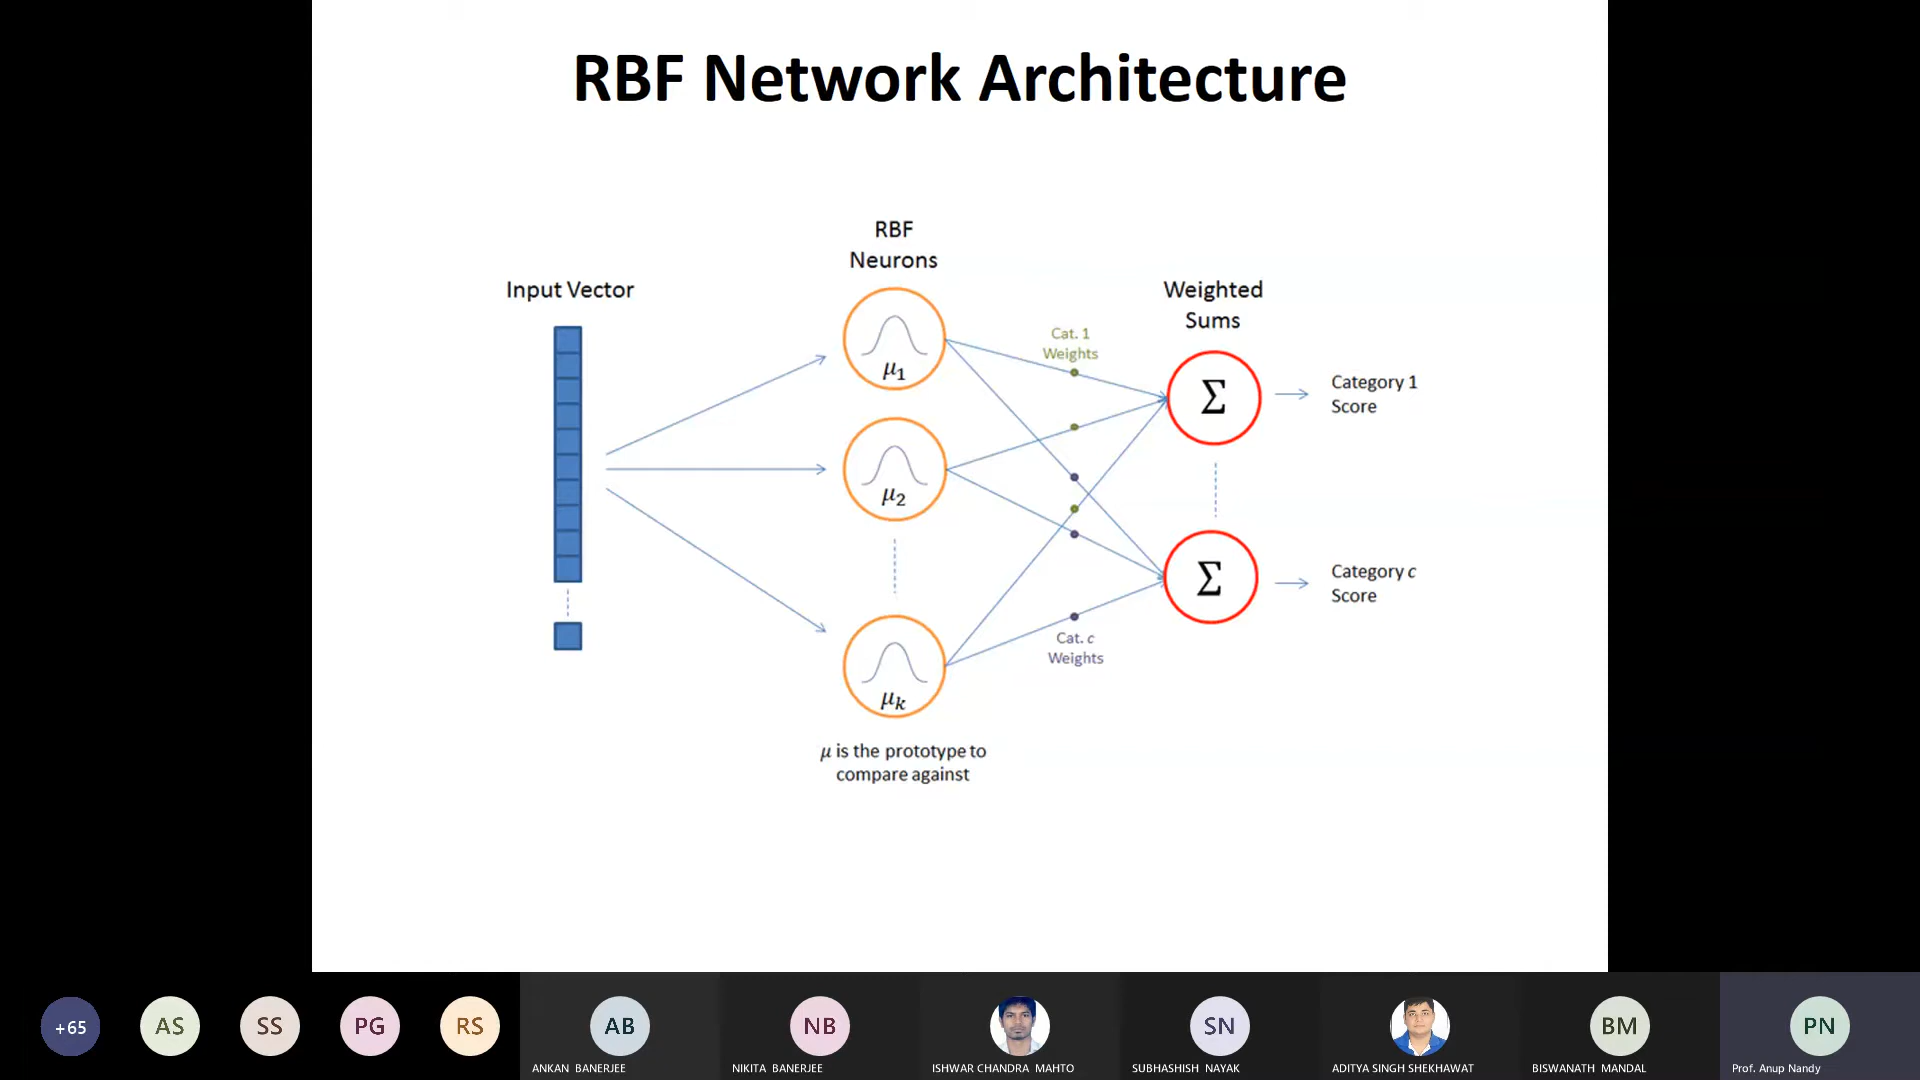 RBF Network Architecture
RBF
Neurons
Input Vector
Weighted
Sums
Cat. 1
Weights
μ1
Σ
Category 1
Score
μ2
Σ
Category c
Score
Cat. c
Weights
μk
μ is the prototype to
compare against
+65
AS
SS
PG
RS
AB
NB
SN
BM
PN
ANKAN BANERJEE
NIKITA BANERJEE
ISHWAR CHANDRA MAHTO
SUBHASHISH NAYAK
ADITYA SINGH SHEKHAWAT
BISWANATH MANDAL
Prof. Anup Nandy